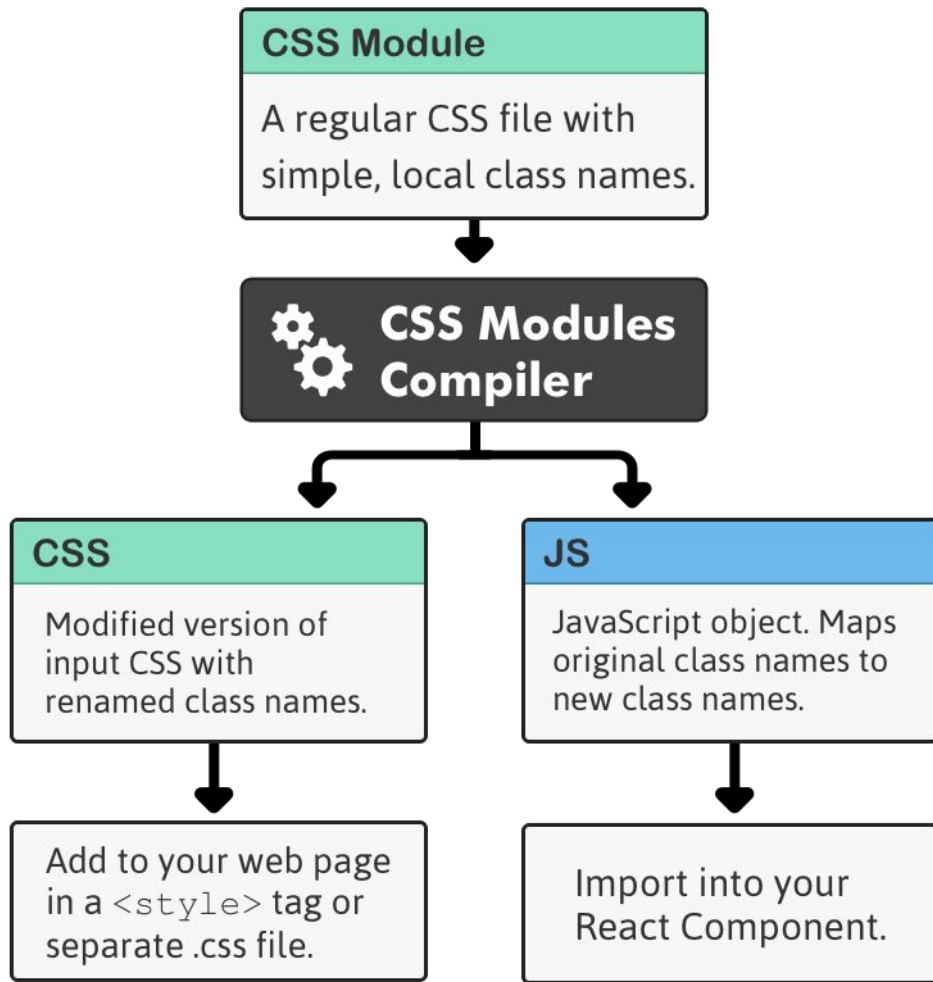 CSS Module
A regular CSS file with
simple, local class names.
CSS Modules
Compiler
CSS
Modified version of
input CSS with
renamed class names.
JS
JavaScript object. Maps
original class names to
new class names.
Add to your web page
in a <style> tag or
separate .css file.
Import into your
React Component.